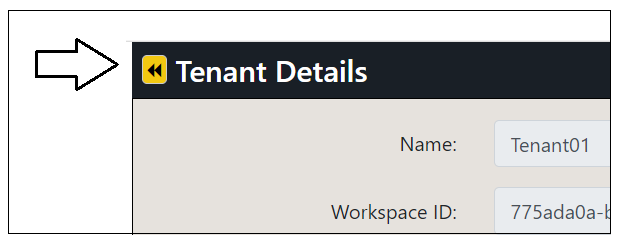 Tenant Details
Name: Tenant01
Workspace ID: 775ada0a-